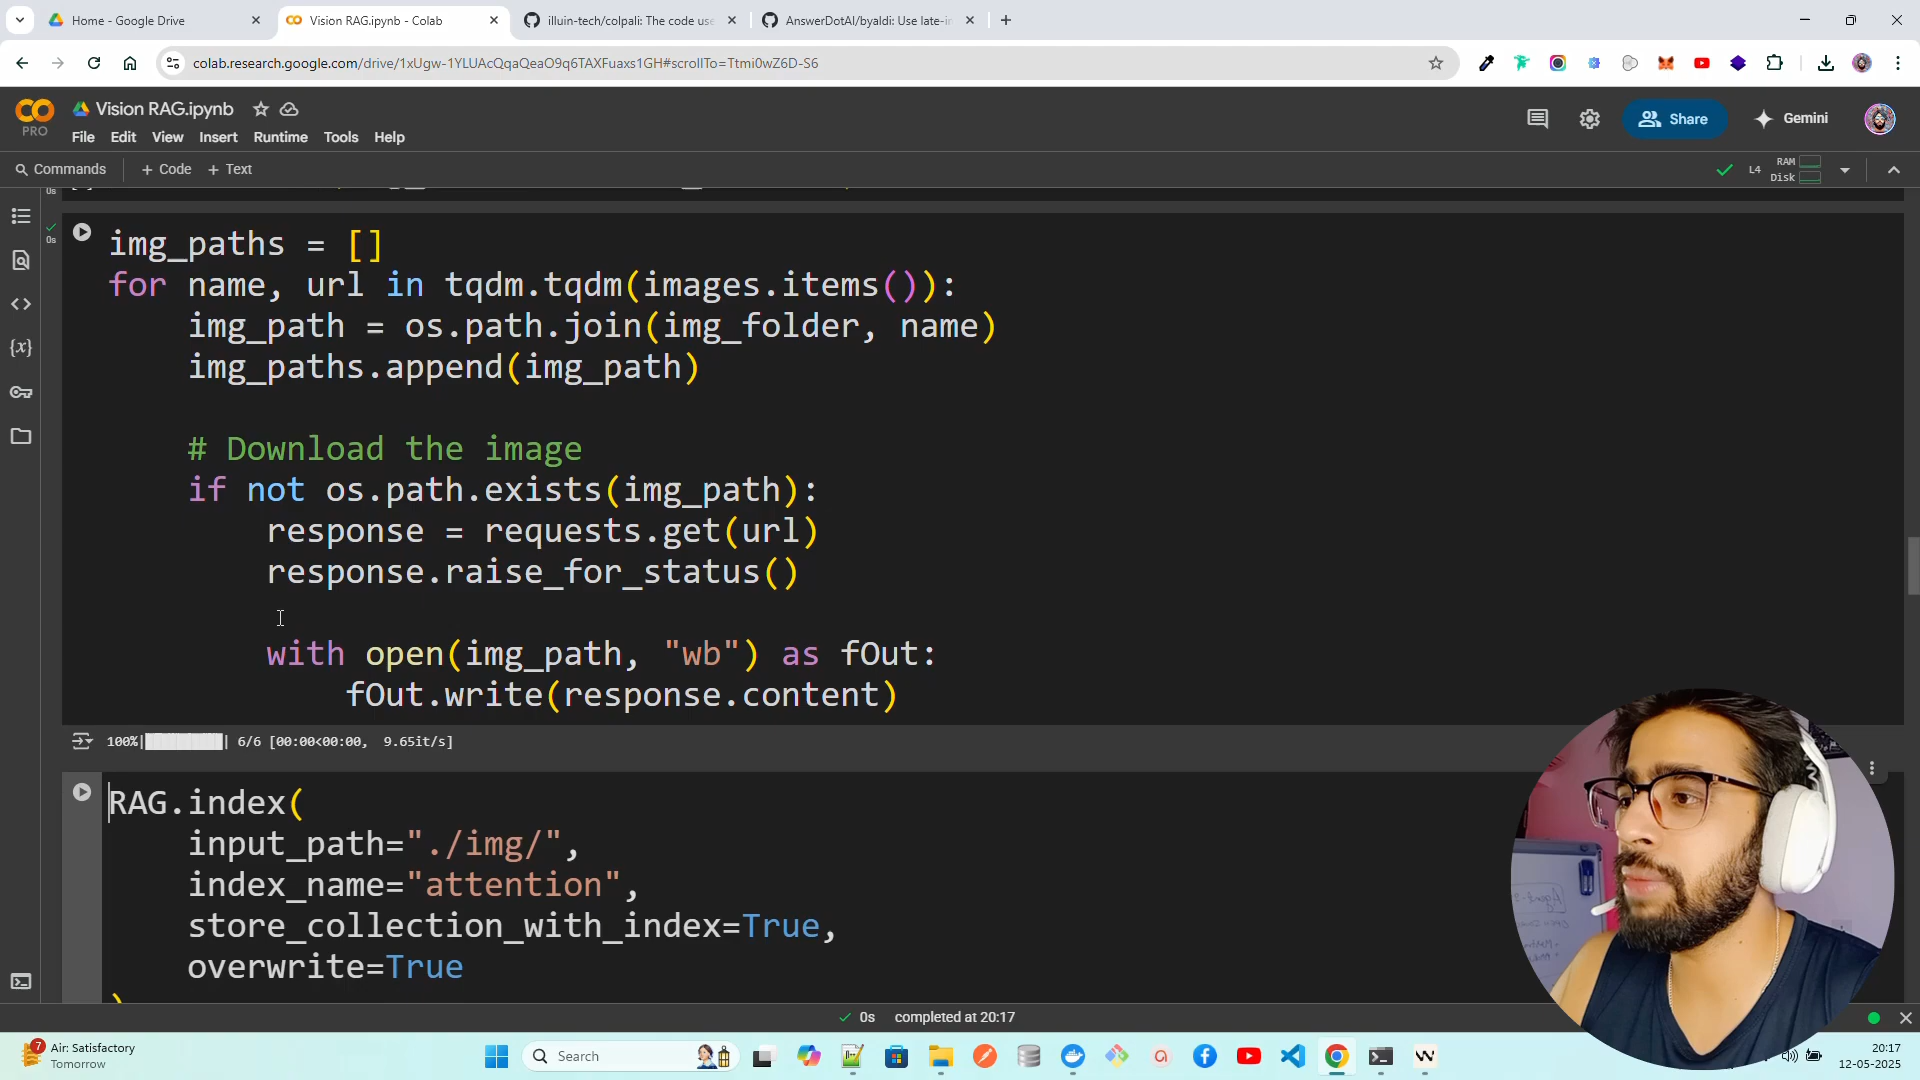 Home - Google Drive
Vision RAG.ipynb - Colab
illuin-tech/colpali: The code use
AnswerDotAI/byaldi: Use late-in
colab.research.google.com/drive/1xUgw-1YLUAcQqaQeaO9q6TAXFuaxs1GH#scrollTo=Ttmi0wZ6D-S6
Vision RAG.ipynb
PRO
File Edit View Insert Runtime Tools Help
Share
Gemini
Commands + Code + Text
L4 RAM
Disk
0s
0s
img_paths = []
for name, url in tqdm.tqdm(images.items()):
    img_path = os.path.join(img_folder, name)
    img_paths.append(img_path)
    # Download the image
    if not os.path.exists(img_path):
        response = requests.get(url)
        response.raise_for_status()
        with open(img_path, "wb") as fOut:
            fOut.write(response.content)
100%|██████████| 6/6 [00:00<00:00, 9.65it/s]
RAG.index(
    input_path="./img/",
    index_name="attention",
    store_collection_with_index=True,
    overwrite=True
)
0s completed at 20:17
7
Air: Satisfactory
Tomorrow
Search
20:17
12-05-2025